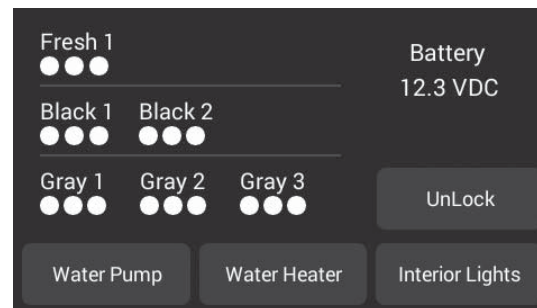 Fresh 1
Battery
12.3 VDC
Black 1 Black 2
Gray 1 Gray 2 Gray 3
UnLock
Water Pump Water Heater Interior Lights